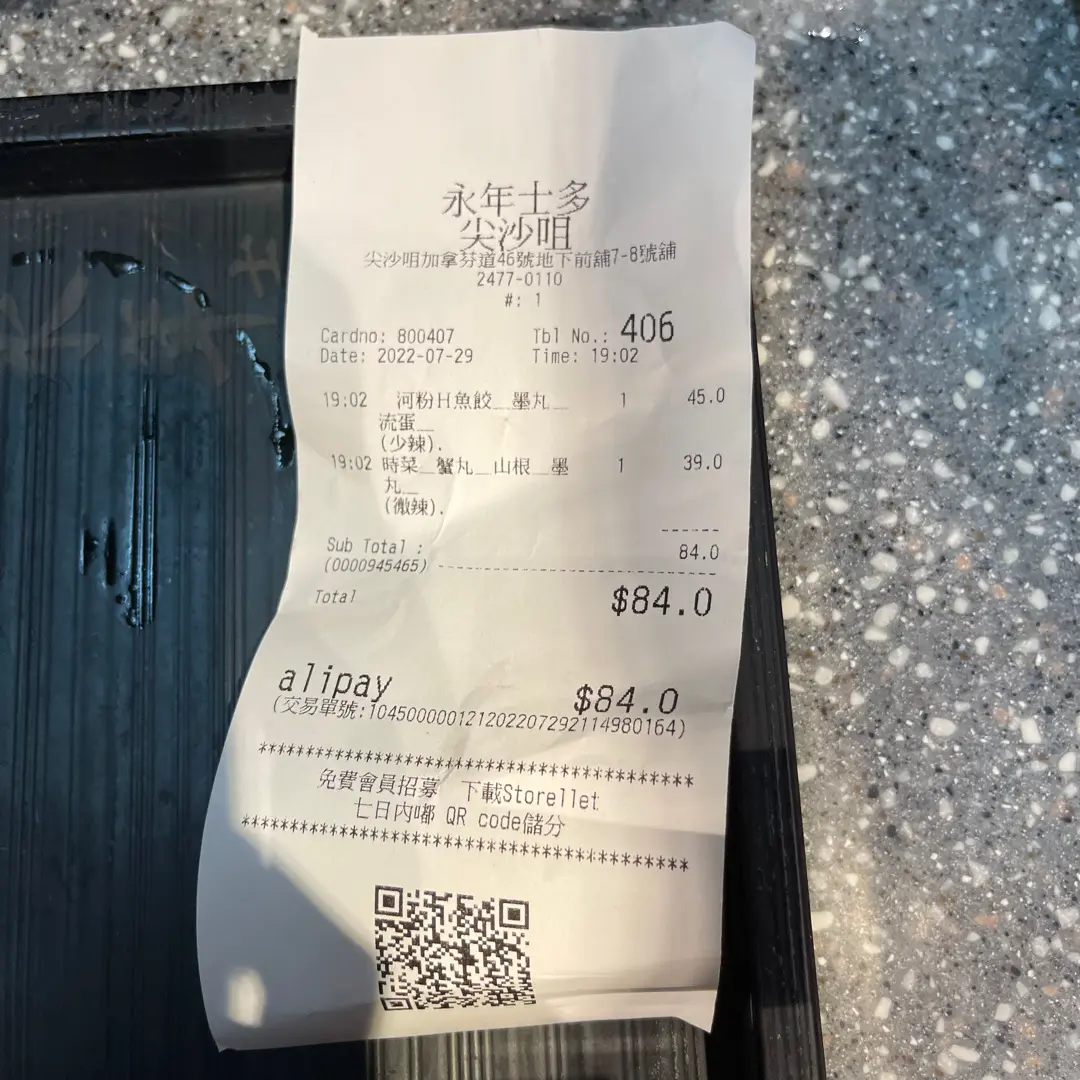 永年士多
尖沙咀
尖沙咀加拿芬道46號地下前舖7-8號舖
2477-0110
#: 1
Cardno: 800407 Tbl No.: 406
Date: 2022-07-29 Time: 19:02
19:02 河粉H魚餃__墨丸__ 1 45.0
流蛋__
(少辣).
19:02 時菜__蟹丸__山根__墨 1 39.0
丸__
(微辣).
------
Sub Total : 84.0
(0000945465) ------------------------------
Total $84.0
alipay $84.0
(交易單號:104500000121202207292114980164)
******************************************
免費會員招募 下載Storellet
七日內嘟 QR code儲分
******************************************